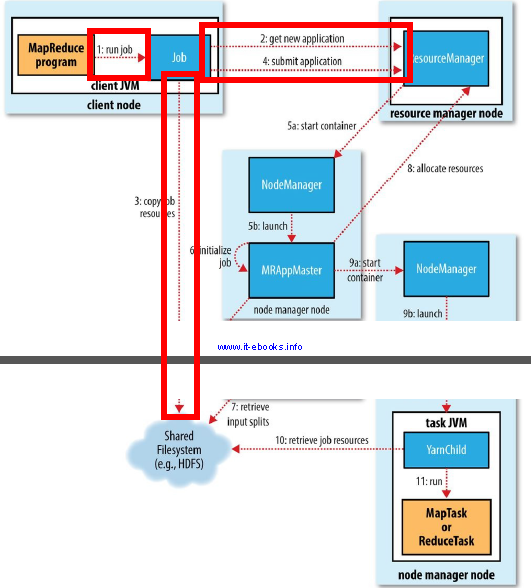 MapReduce
program
1: run job
Job
2: get new application
4: submit application
ResourceManager
client JVM
client node
resource manager node
5a: start container
8: allocate resources
NodeManager
3: copy job
resources
5b: launch
6: initialize
job
MRAppMaster
9a: start
container
NodeManager
node manager node
9b: launch
www.it-ebooks.info
7: retrieve
input splits
Shared
Filesystem
(e.g., HDFS)
10: retrieve job resources
task JVM
YarnChild
11: run
MapTask
or
ReduceTask
node manager node